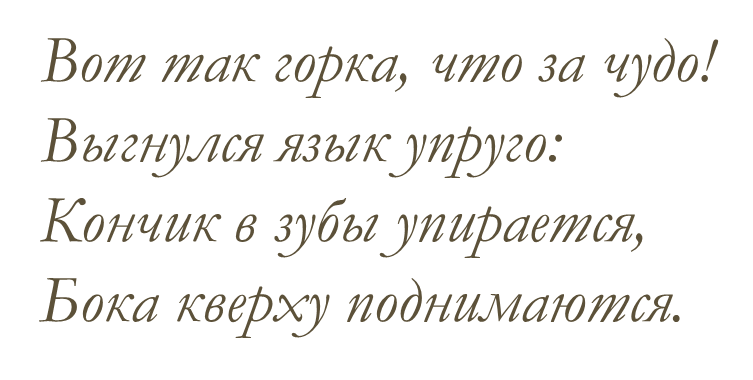 Вот так горка, что за чудо!
Выгнулся язык упруго:
Кончик в зубы упирается,
Бока кверху поднимаются.